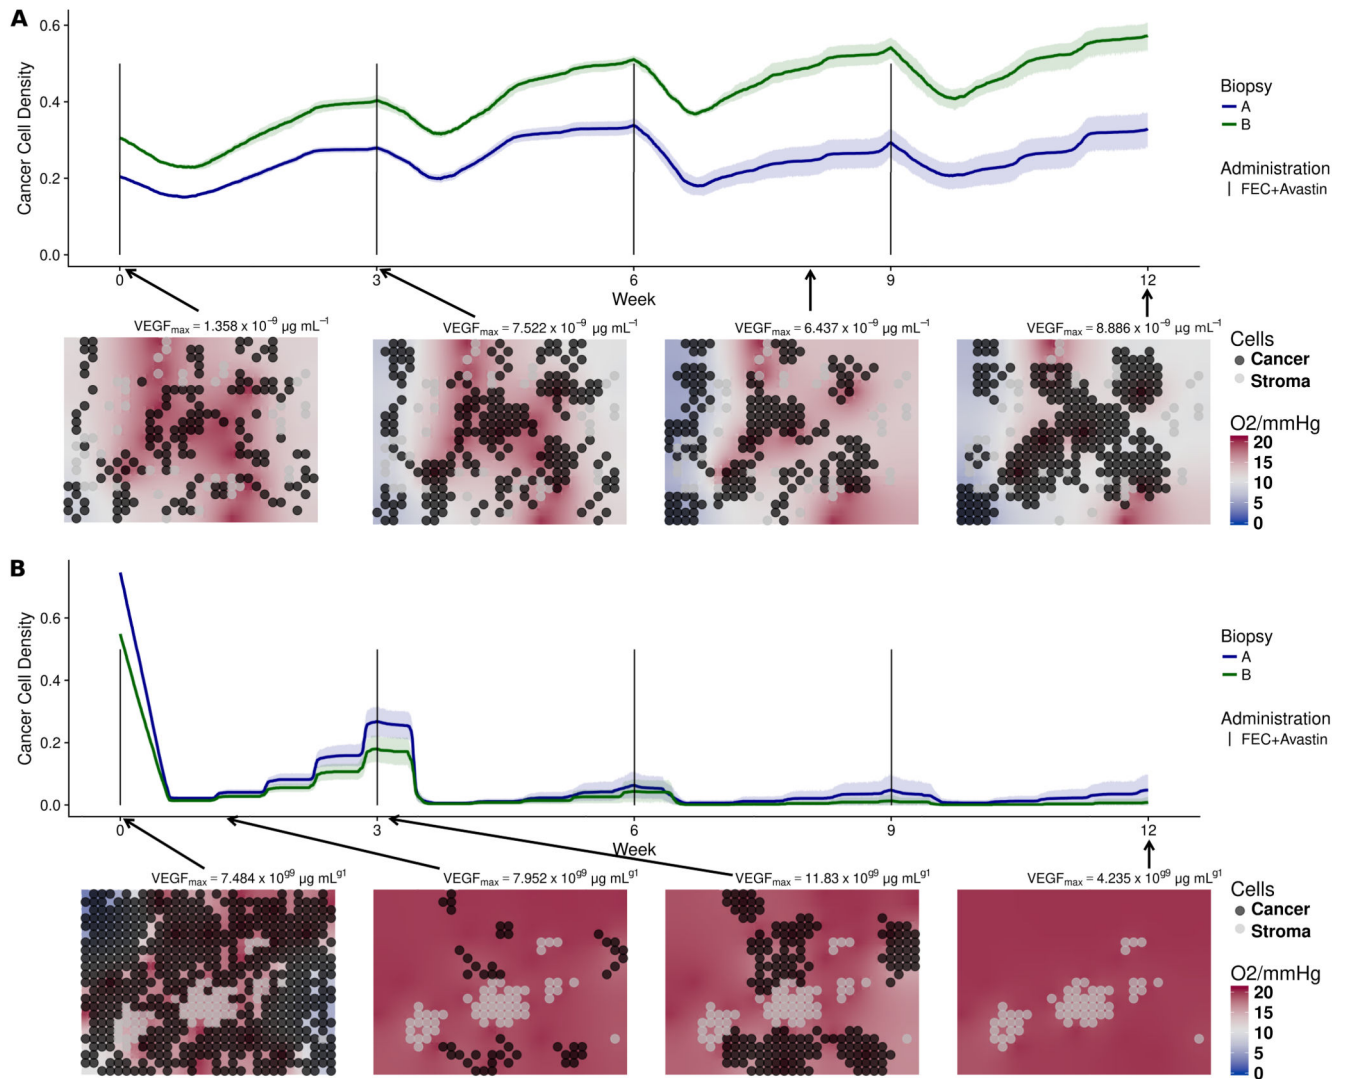 A
0.6
0.4
0.2
0.0
Cancer Cell Density
0 3 6 9 12
Week
Biopsy
A
B
Administration
FEC+Avastin
VEGFmax = 1.358 x 10⁻⁹ µg mL⁻¹
VEGFmax = 7.522 x 10⁻⁹ µg mL⁻¹
VEGFmax = 6.437 x 10⁻⁹ µg mL⁻¹
VEGFmax = 8.886 x 10⁻⁹ µg mL⁻¹
Cells
Cancer
Stroma
O2/mmHg
20
15
10
5
0
B
0.6
0.4
0.2
0.0
Cancer Cell Density
0 3 6 9 12
Week
Biopsy
A
B
Administration
FEC+Avastin
VEGFmax = 7.484 x 10⁹⁹ µg mL⁹¹
VEGFmax = 7.952 x 10⁹⁹ µg mL⁹¹
VEGFmax = 11.83 x 10⁹⁹ µg mL⁹¹
VEGFmax = 4.235 x 10⁹⁹ µg mL⁹¹
Cells
Cancer
Stroma
O2/mmHg
20
15
10
5
0